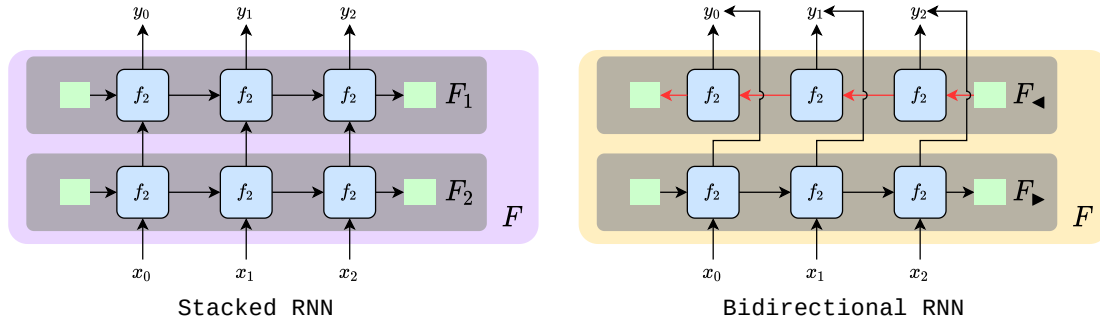 y₀ y₁ y₂
f₂ f₂ f₂ F₁
f₂ f₂ f₂ F₂
F
x₀ x₁ x₂
Stacked RNN
y₀ y₁ y₂
f₂ f₂ f₂ F◀
f₂ f₂ f₂ F▶
F
x₀ x₁ x₂
Bidirectional RNN